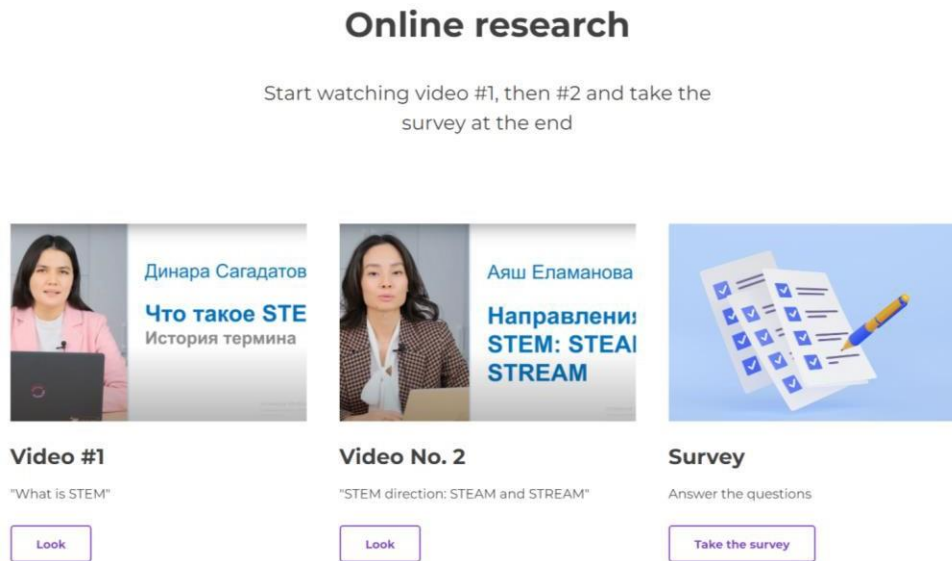 Online research
Start watching video #1, then #2 and take the
survey at the end
Динара Сагадатов
Что такое STE
История термина
Аяш Еламанова
Направления
STEM: STEAI
STREAM
Video #1
"What is STEM"
Look
Video No. 2
"STEM direction: STEAM and STREAM"
Look
Survey
Answer the questions
Take the survey